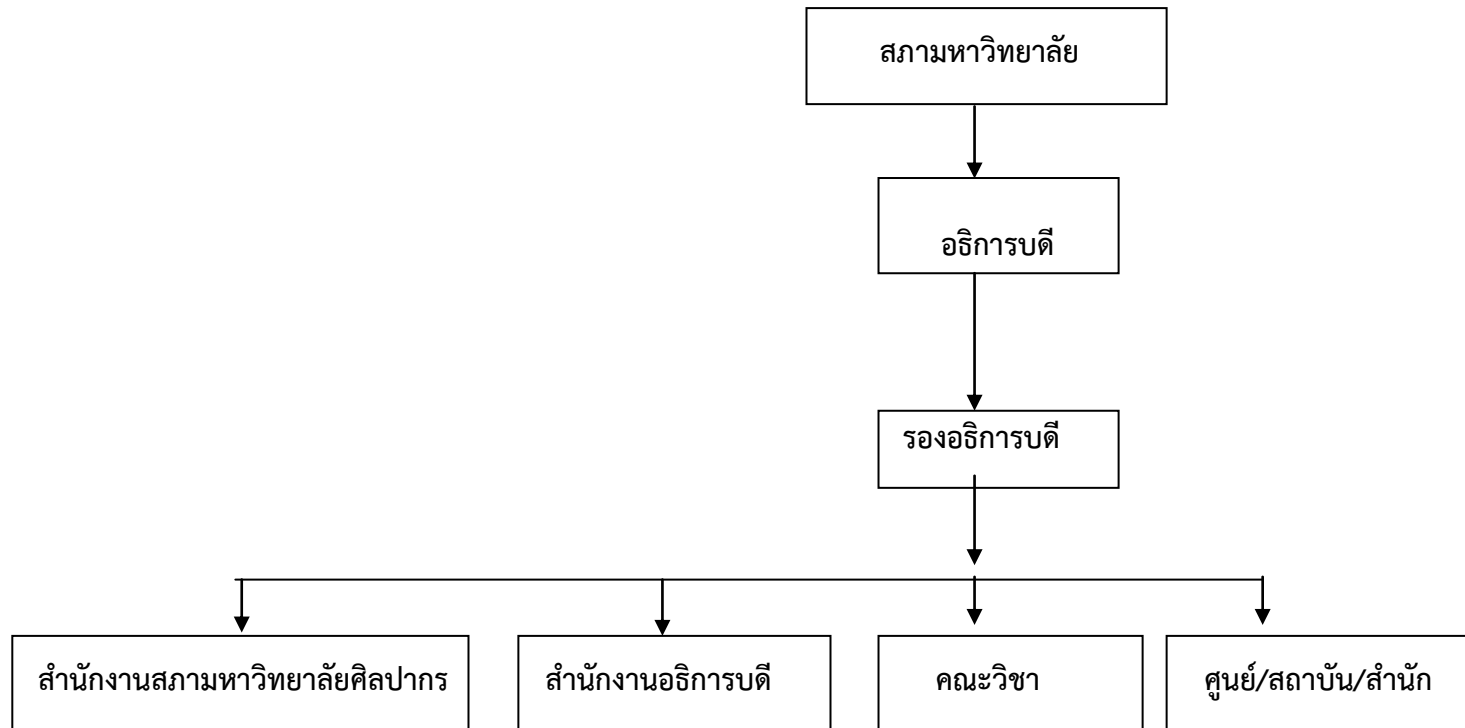 สภามหาวิทยาลัย
อธิการบดี
รองอธิการบดี
สำนักงานสภามหาวิทยาลัยศิลปากร
สำนักงานอธิการบดี
คณะวิชา
ศูนย์/สถาบัน/สำนัก